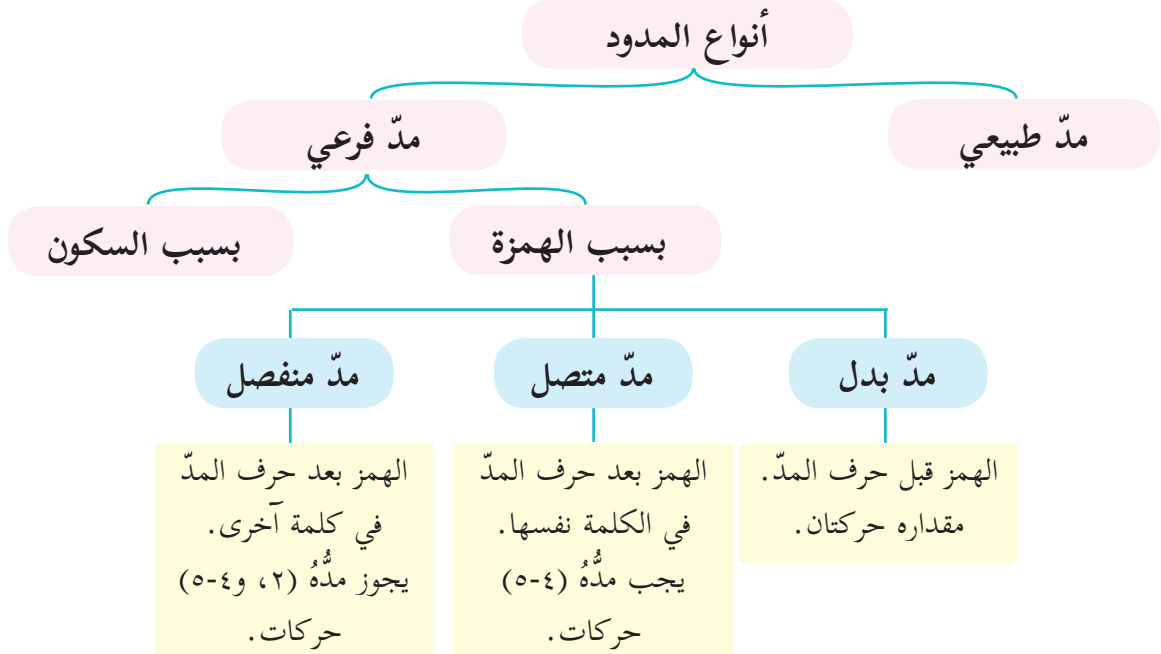 أنواع المدود
مدّ طبيعي
مدّ فرعي
بسبب الهمزة
بسبب السكون
مدّ بدل
مدّ متصل
مدّ منفصل
الهمز قبل حرف المدّ.
مقداره حركتان.
الهمز بعد حرف المدّ
في الكلمة نفسها.
يجب مدُّهُ (٤-٥)
حركات.
الهمز بعد حرف المدّ
في كلمة آخرى.
يجوز مدُّهُ (٢، و٤-٥)
حركات.